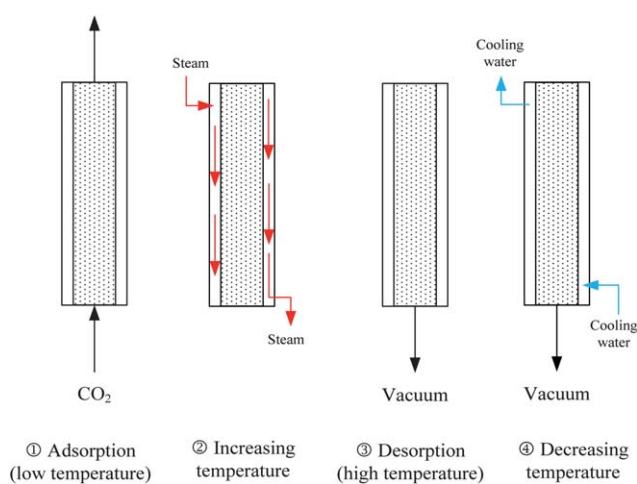 Steam
Steam
Cooling
water
Cooling
water
CO₂
Vacuum
Vacuum
① Adsorption
(low temperature)
② Increasing
temperature
③ Desorption
(high temperature)
④ Decreasing
temperature